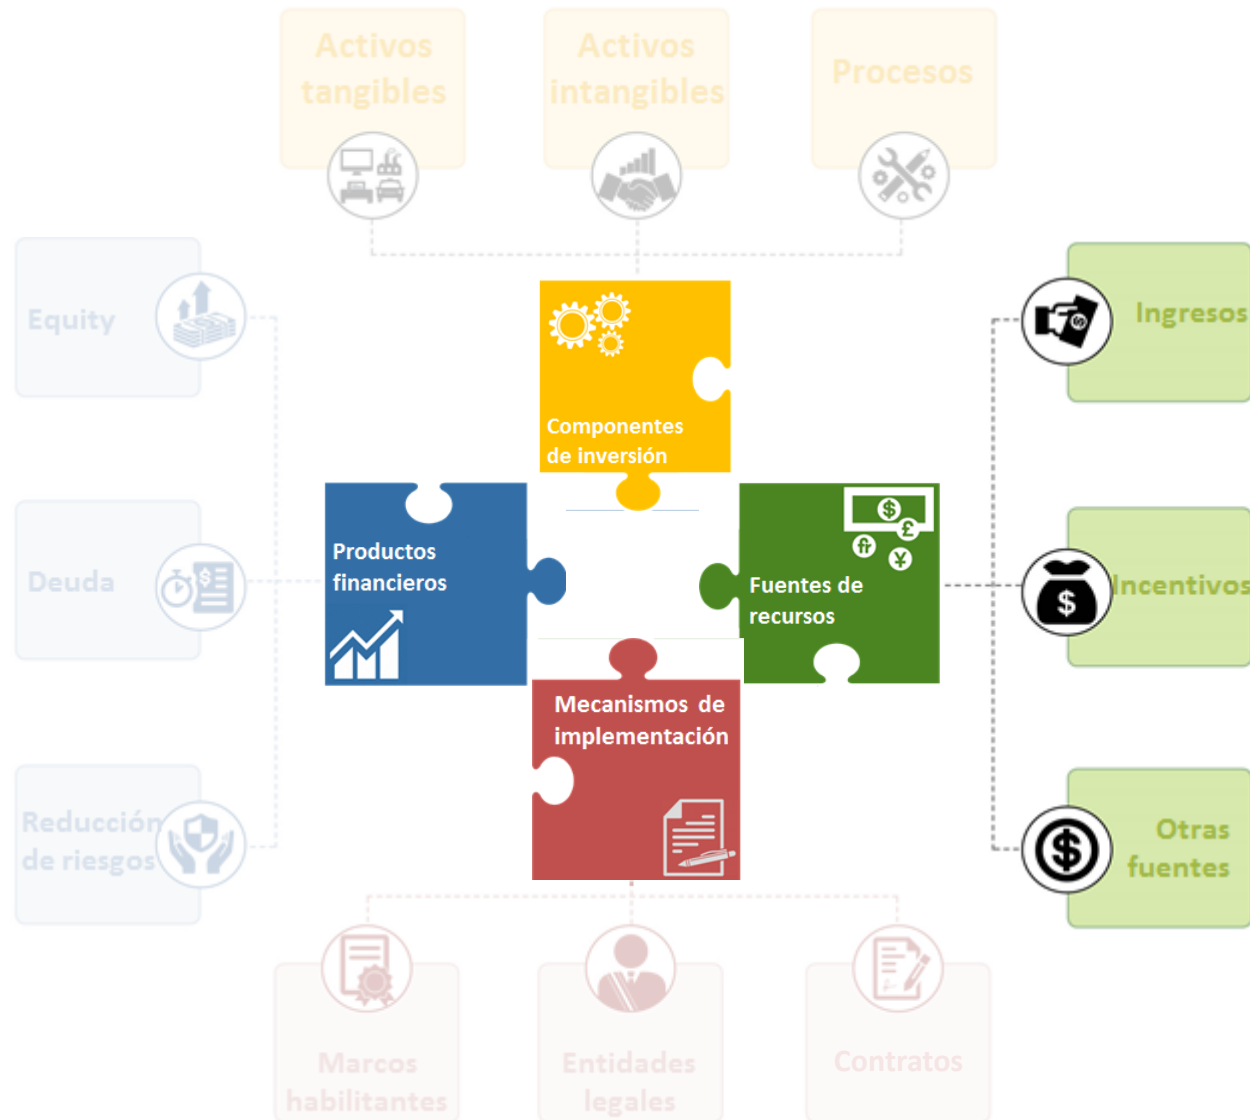 Activos
tangibles
Activos
intangibles
Procesos
Equity
Ingresos
Componentes
de inversión
Productos
financieros
$
£
fr
¥
Fuentes de
recursos
Deuda
$
Incentivos
$
Mecanismos de
implementación
Reducción
de riesgos
Otras
fuentes
$
Marcos
habilitantes
Entidades
legales
Contratos